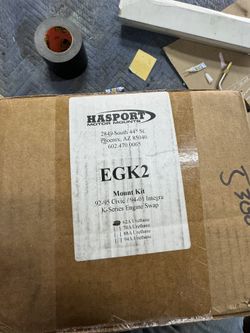 HASPORT
MOTOR MOUNTS
2849 South 44th St.
Phoenix, AZ 85040
602.470.0065
EGK2
Mount Kit
92-95 Civic / 94-01 Integra
K-Series Engine Swap
62A Urethane
70A Urethane
88A Urethane
94A Urethane